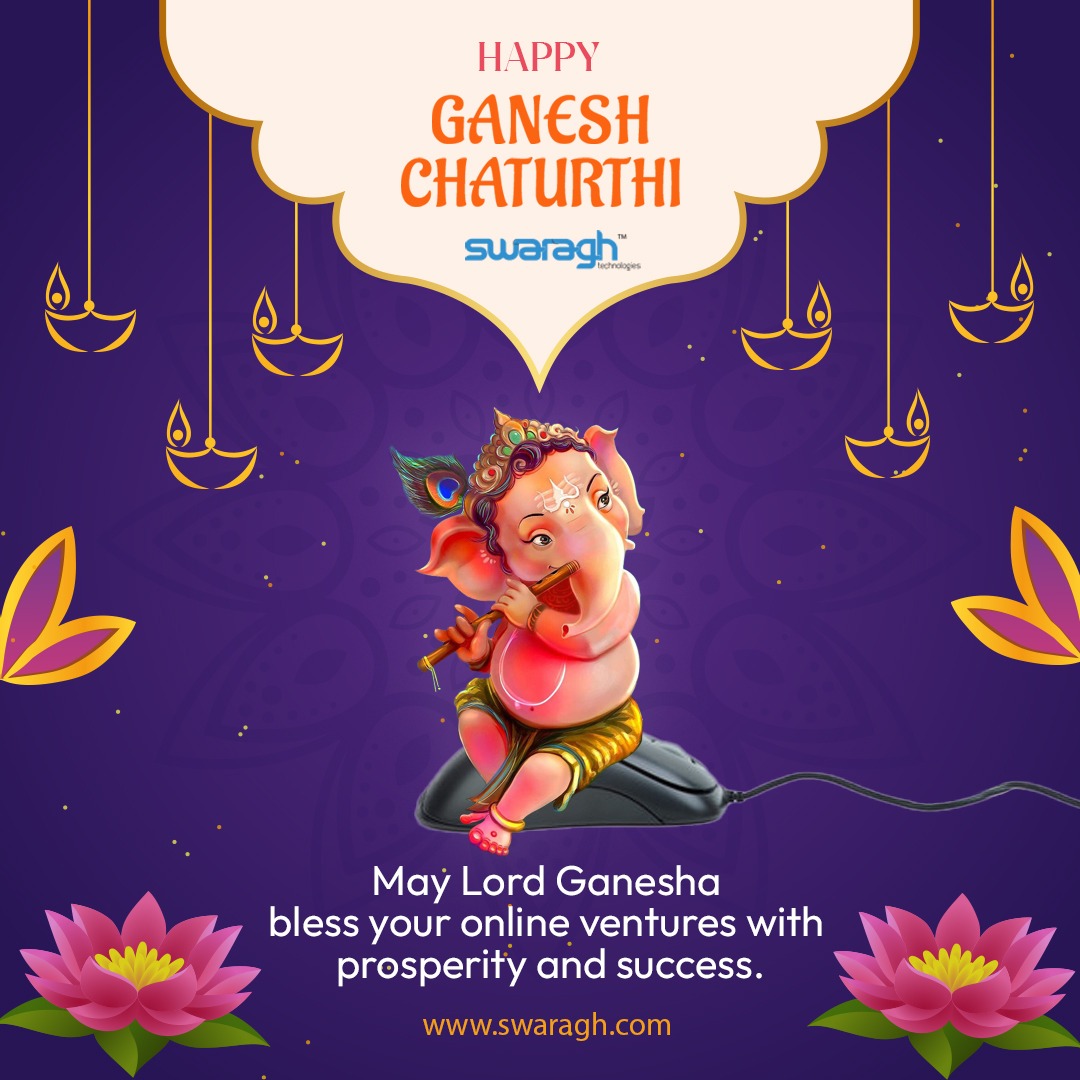 HAPPY
GANESH
CHATURTHI
swaragh™
technologies
May Lord Ganesha
bless your online ventures with
prosperity and success.
www.swaragh.com